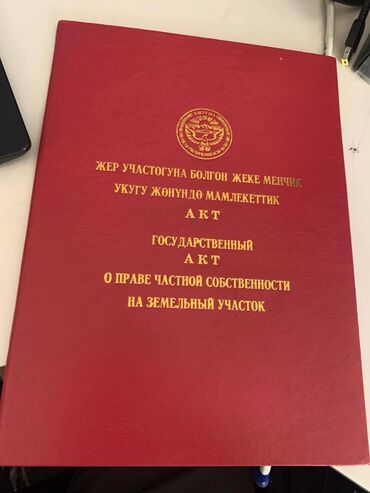 ЖЕР УЧАСТОГУНА БОЛГОН ЖЕКЕ МЕНЧИК
УКУГУ ЖӨНҮНДӨ МАМЛЕКЕТТИК
АКТ
ГОСУДАРСТВЕННЫЙ
АКТ
О ПРАВЕ ЧАСТНОЙ СОБСТВЕННОСТИ
НА ЗЕМЕЛЬНЫЙ УЧАСТОК